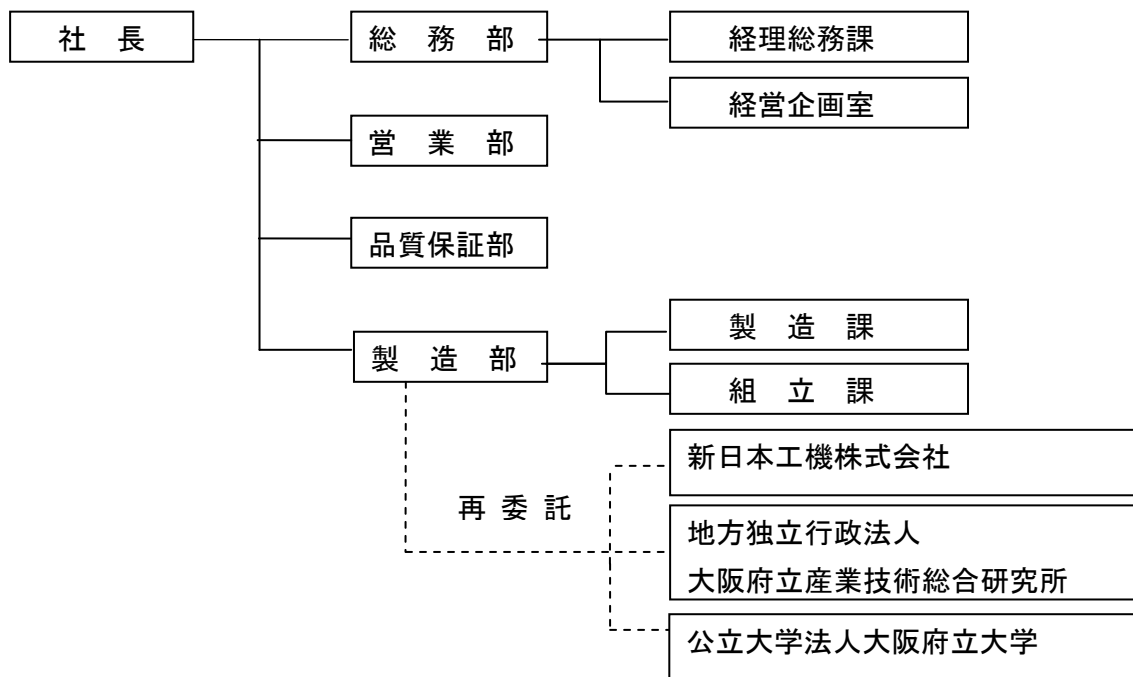 社長
総務部
経理総務課
経営企画室
営業部
品質保証部
製造部
製造課
組立課
再委託
新日本工機株式会社
地方独立行政法人
大阪府立産業技術総合研究所
公立大学法人大阪府立大学